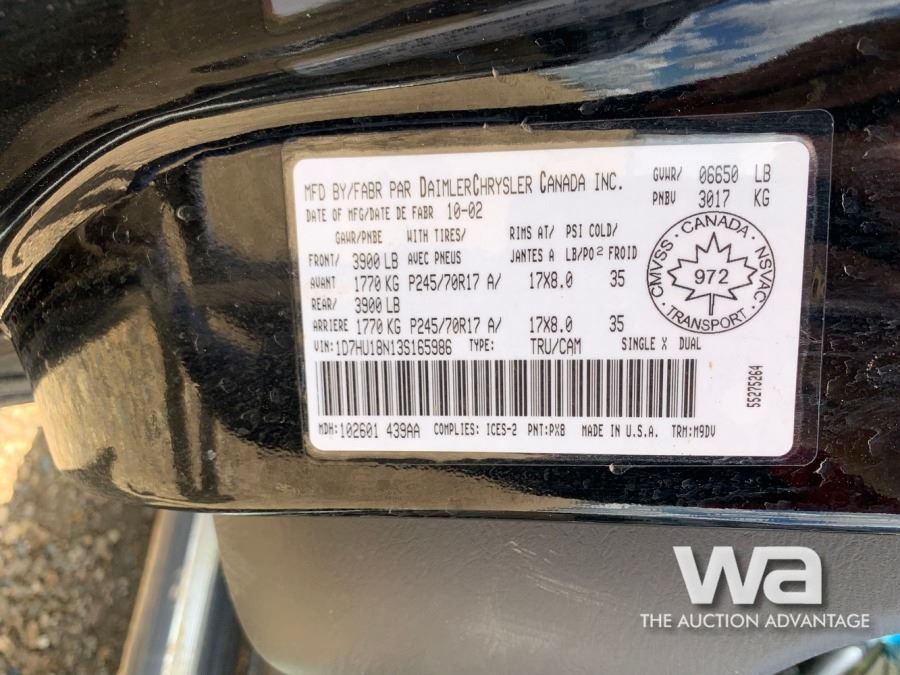 MFD BY/FABR PAR DAIMLERCHRYSLER CANADA INC.
GVWR/ 06650 LB
DATE OF MFG/DATE DE FABR 10-02
PNBV 3017 KG
GAWR/PNBE WITH TIRES/ RIMS AT/ PSI COLD/
FRONT/ 3900 LB AVEC PNEUS JANTES A LB/PO² FROID
AVANT 1770 KG P245/70R17 A/ 17X8.0 35
REAR/ 3900 LB
ARRIERE 1770 KG P245/70R17 A/ 17X8.0 35
CMVSS · CANADA · NSVAC
972
· TRANSPORT ·
VIN: 1D7HU18N13S165986 TYPE: TRU/CAM SINGLE X DUAL
MDH: 102601 439AA COMPLIES: ICES-2 PNT: PXB MADE IN U.S.A. TRM: M9DV
55275264
wa
THE AUCTION ADVANTAGE